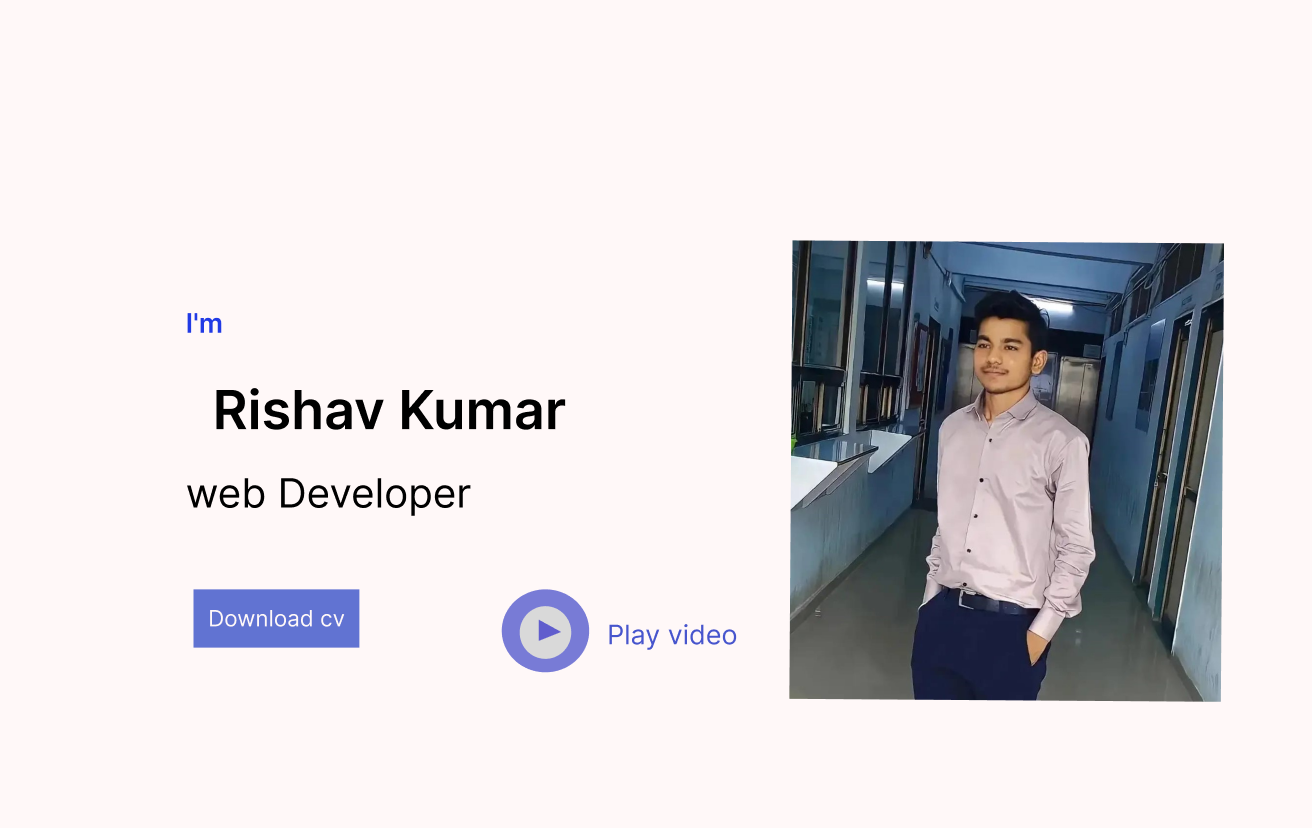 I'm
Rishav Kumar
web Developer
Download cv
Play video